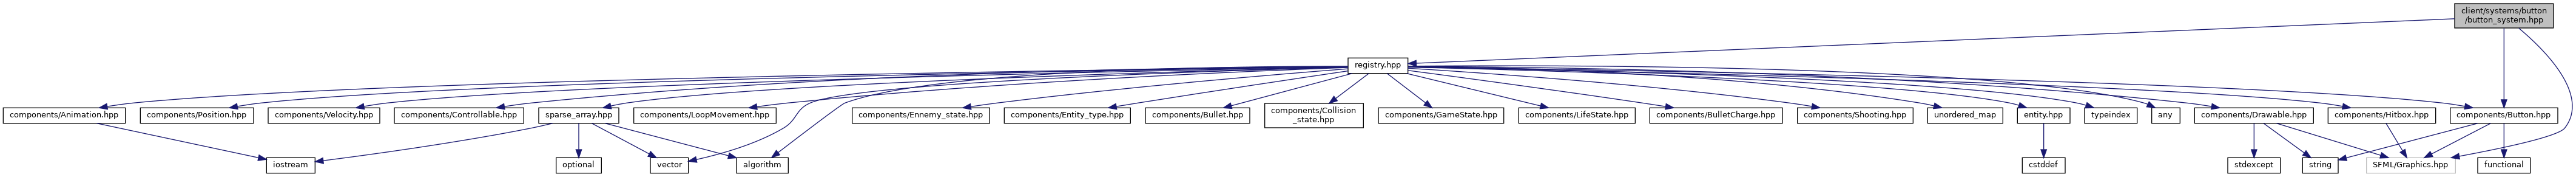 client/systems/button
/button_system.hpp
registry.hpp
components/Animation.hpp
components/Position.hpp
components/Velocity.hpp
components/Controllable.hpp
sparse_array.hpp
components/LoopMovement.hpp
components/Ennemy_state.hpp
components/Entity_type.hpp
components/Bullet.hpp
components/Collision
_state.hpp
components/GameState.hpp
components/LifeState.hpp
components/BulletCharge.hpp
components/Shooting.hpp
unordered_map
entity.hpp
typeindex
any
components/Drawable.hpp
components/Hitbox.hpp
components/Button.hpp
iostream
optional
vector
algorithm
cstddef
stdexcept
string
SFML/Graphics.hpp
functional